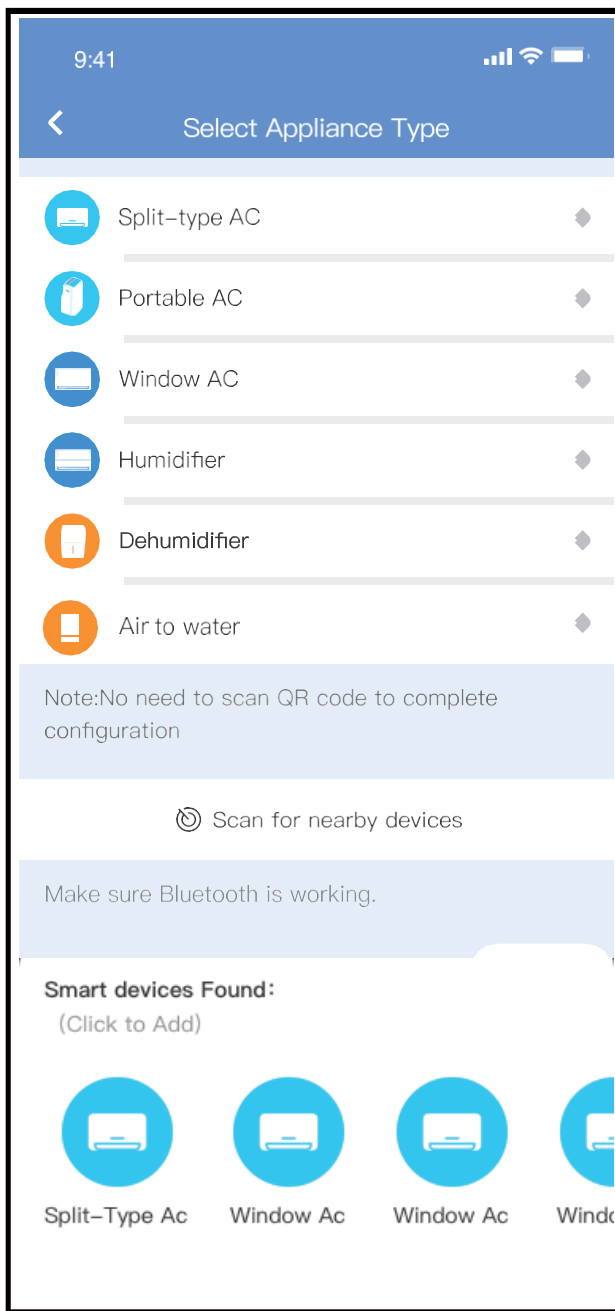 9:41
Select Appliance Type
Split-type AC
Portable AC
Window AC
Humidifier
Dehumidifier
Air to water
Note:No need to scan QR code to complete
configuration
Scan for nearby devices
Make sure Bluetooth is working.
Smart devices Found:
(Click to Add)
Split-Type Ac Window Ac Window Ac